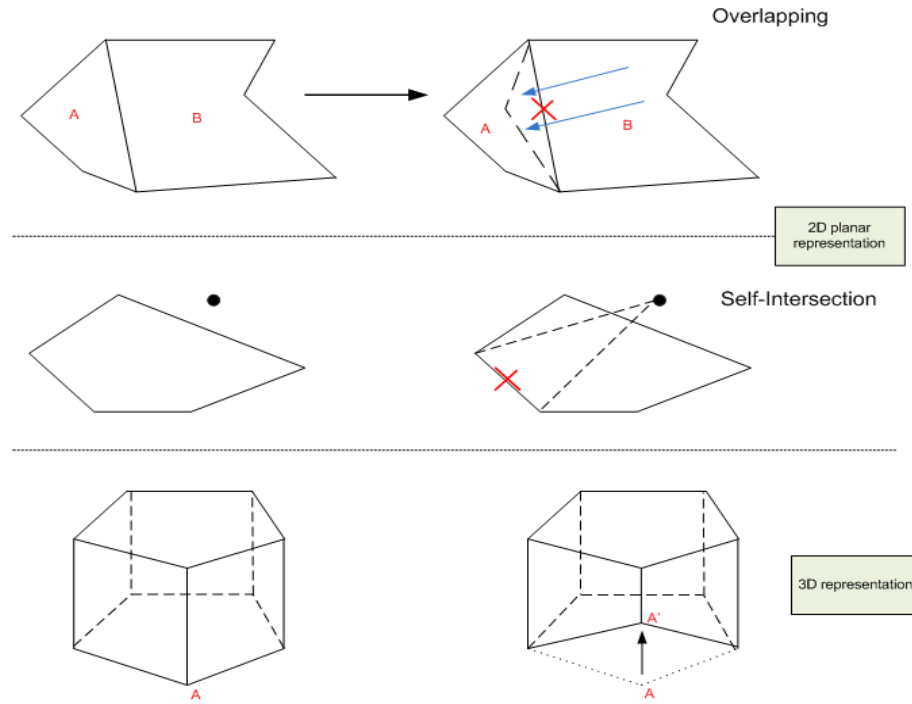 Overlapping
A
B
A
B
2D planar
representation
Self-Intersection
3D representation
A'
A
A